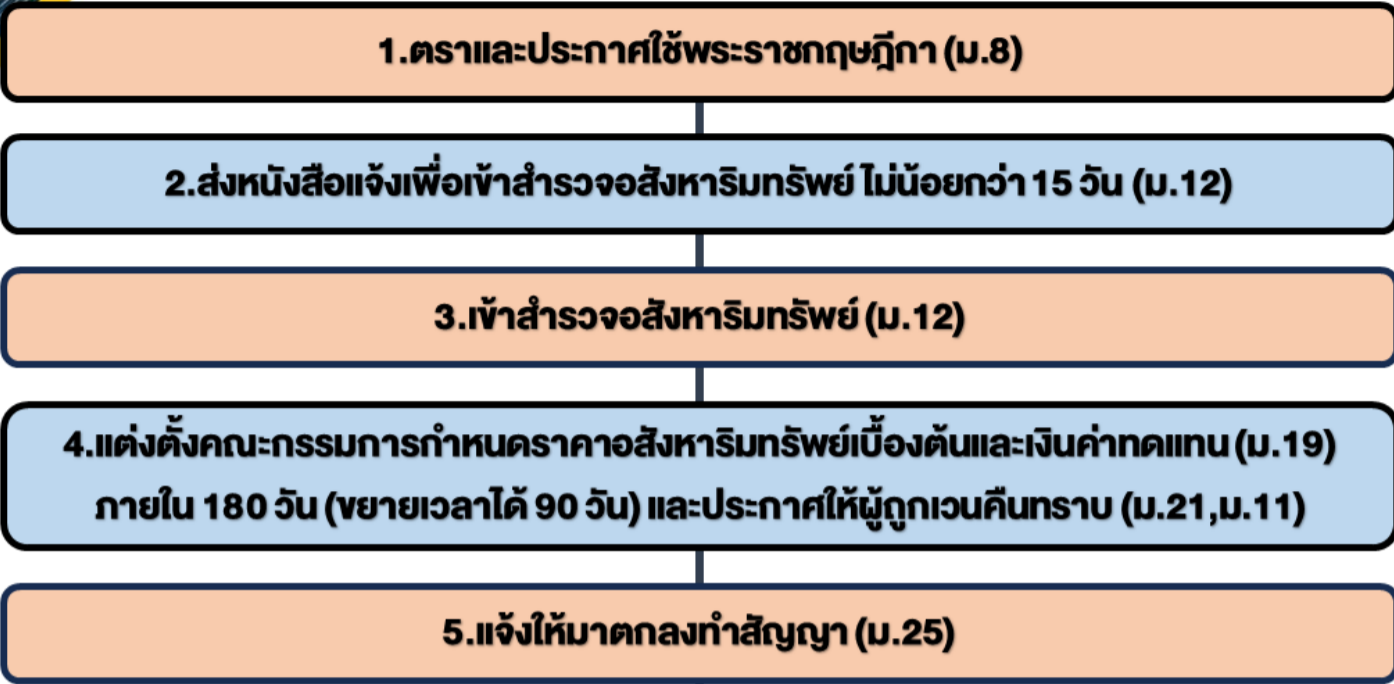 1.ตราและประกาศใช้พระราชกฤษฎีกา (ม.8)
2.ส่งหนังสือแจ้งเพื่อเข้าสำรวจอสังหาริมทรัพย์ ไม่น้อยกว่า 15 วัน (ม.12)
3.เข้าสำรวจอสังหาริมทรัพย์ (ม.12)
4.แต่งตั้งคณะกรรมการกำหนดราคาอสังหาริมทรัพย์เบื้องต้นและเงินค่าทดแทน (ม.19)
ภายใน 180 วัน (ขยายเวลาได้ 90 วัน) และประกาศให้ผู้ถูกเวนคืนทราบ (ม.21,ม.11)
5.แจ้งให้มาตกลงทำสัญญา (ม.25)